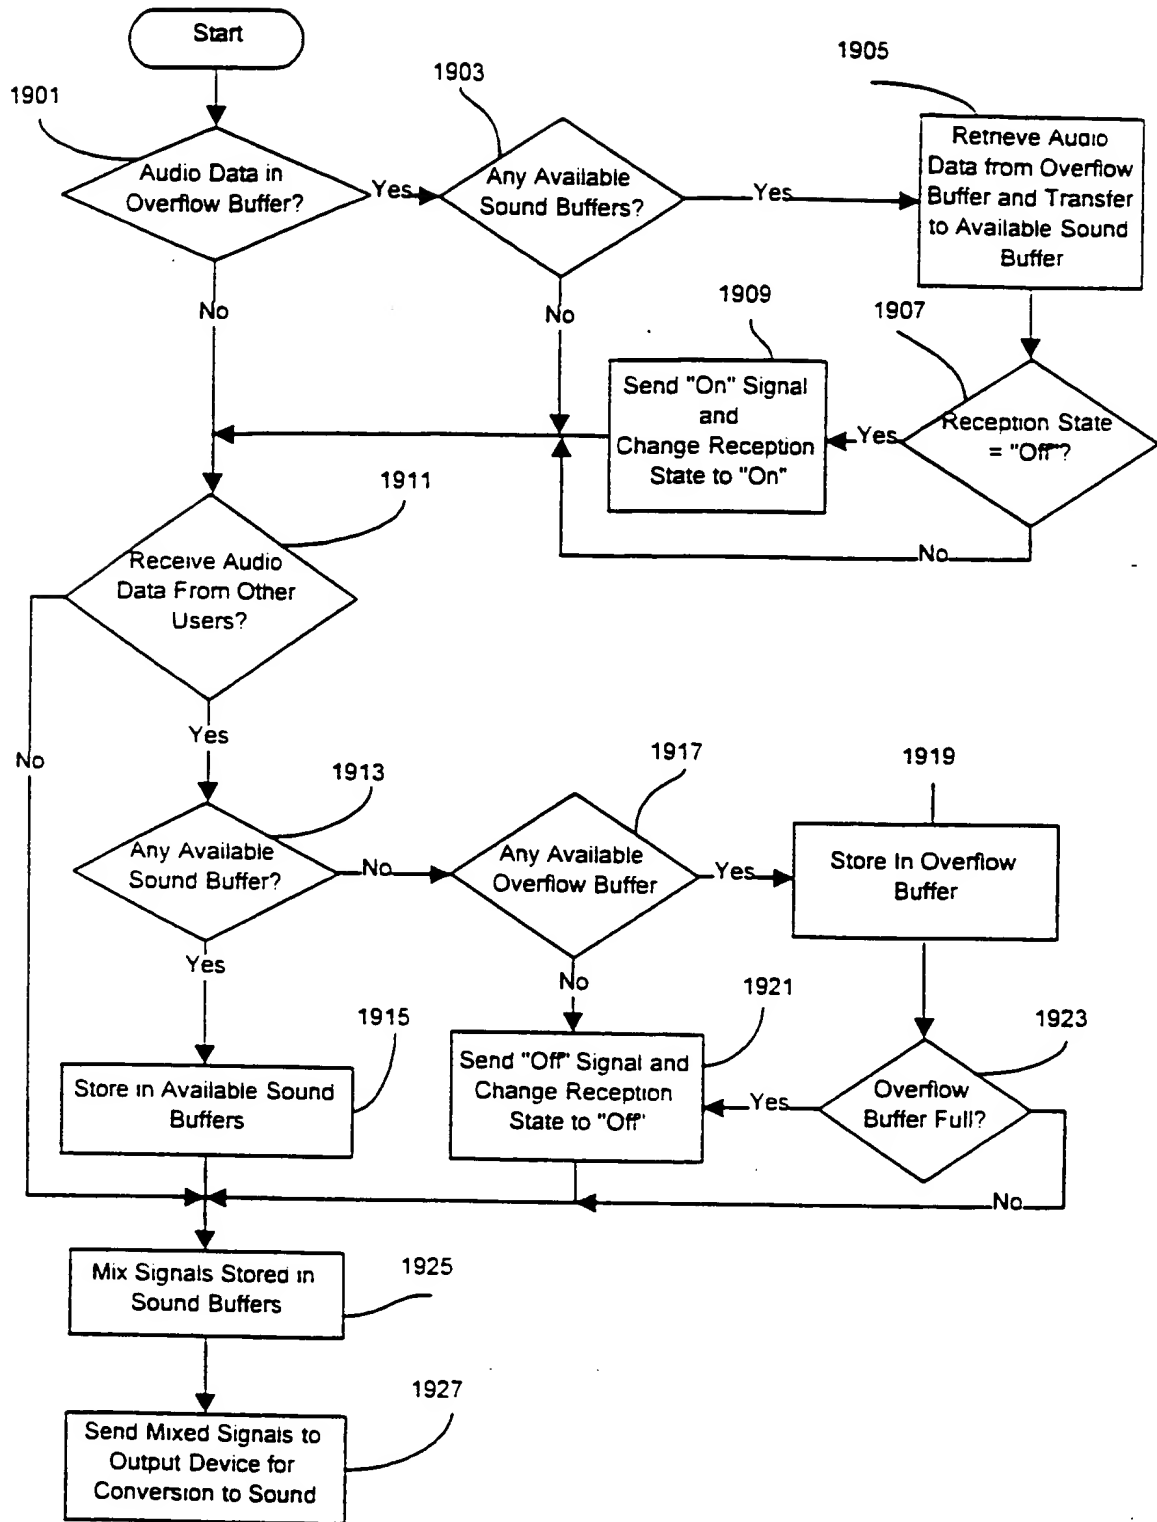 Start
1901
Audio Data in
Overflow Buffer?
Yes
No
1903
Any Available
Sound Buffers?
Yes
No
1905
Retrieve Audio
Data from Overflow
Buffer and Transfer
to Available Sound
Buffer
1907
Reception State
= "Off"?
Yes
No
1909
Send "On" Signal
and
Change Reception
State to "On"
1911
Receive Audio
Data From Other
Users?
Yes
No
1913
Any Available
Sound Buffer?
No
Yes
1915
Store in Available Sound
Buffers
1917
Any Available
Overflow Buffer
Yes
No
1919
Store In Overflow
Buffer
1921
Send "Off" Signal and
Change Reception
State to "Off"
1923
Overflow
Buffer Full?
Yes
No
1925
Mix Signals Stored in
Sound Buffers
1927
Send Mixed Signals to
Output Device for
Conversion to Sound